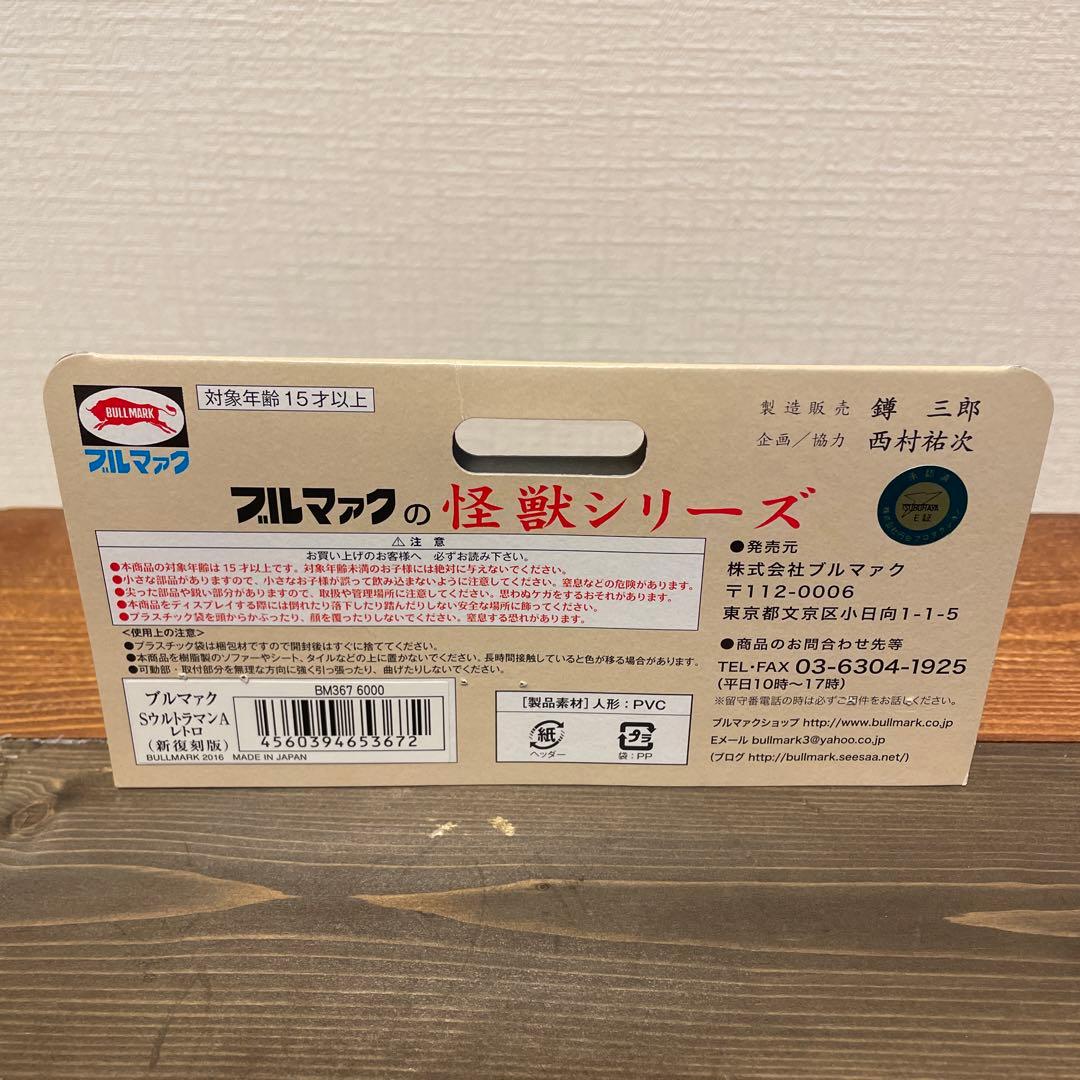 BULLMARK
ブルマァク
対象年齢15才以上
製造販売 鐏 三郎
企画/協力 西村祐次
ブルマァクの怪獣シリーズ
承認済
TSUBURAYA
E証
株式会社円谷プロダクション
⚠ 注意
お買い上げのお客様へ 必ずお読み下さい。
●本商品の対象年齢は15才以上です。対象年齢未満のお子様には絶対に与えないでください。
●小さな部品がありますので、小さなお子様が誤って飲み込まないように注意してください。窒息などの危険があります。
●尖った部品や鋭い部分がありますので、取扱や管理場所に注意してください。思わぬケガをするおそれがあります。
●本商品をディスプレイする際には倒れたり落下したり踏んだりしない安全な場所に飾ってください。
●プラスチック袋を頭からかぶったり、顔を覆ったりしないでください。窒息する恐れがあります。
<使用上の注意>
●プラスチック袋は梱包材ですので開封後はすぐに捨ててください。
●本商品を樹脂製のソファーやシート、タイルなどの上に置かないでください。長時間接触していると色が移る場合があります。
●可動部・取付部分を無理な方向に強く引っ張ったり、曲げたりしないでください。
ブルマァク
SウルトラマンA
レトロ
(新復刻版)
BULLMARK 2016 MADE IN JAPAN
BM367 6000
4560394653672
[製品素材] 人形:PVC
紙
ヘッダー
プラ
袋:PP
●発売元
株式会社ブルマァク
〒112-0006
東京都文京区小日向1-1-5
●商品のお問合わせ先等
TEL・FAX 03-6304-1925
(平日10時〜17時)
※留守番電話の時は必ずご用件をお話しください。
ブルマァクショップ http://www.bullmark.co.jp
Eメール bullmark3@yahoo.co.jp
(ブログ http://bullmark.seesaa.net/)